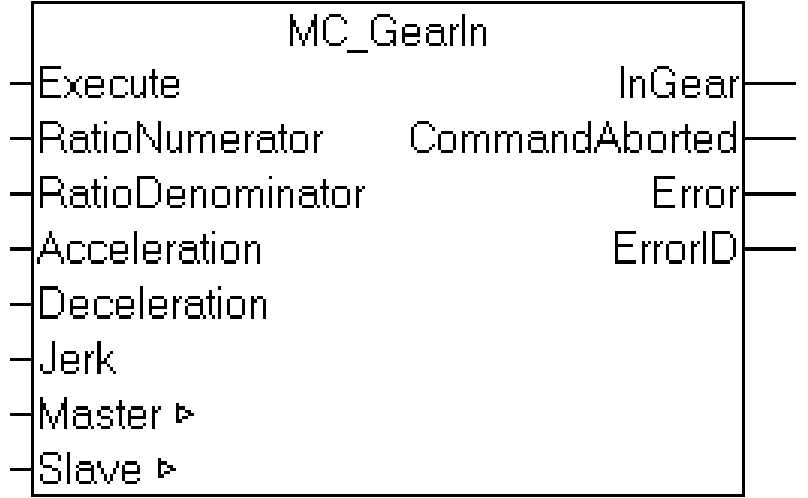 MC_GearIn
Execute InGear
RatioNumerator CommandAborted
RatioDenominator Error
Acceleration ErrorID
Deceleration
Jerk
Master
Slave